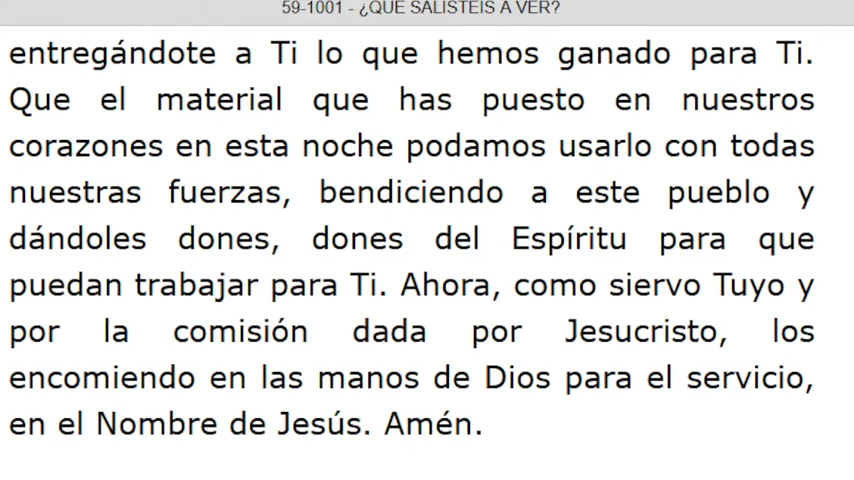 59-1001 - ¿QUÉ SALISTEIS A VER?
entregándote a Ti lo que hemos ganado para Ti.
Que el material que has puesto en nuestros
corazones en esta noche podamos usarlo con todas
nuestras fuerzas, bendiciendo a este pueblo y
dándoles dones, dones del Espíritu para que
puedan trabajar para Ti. Ahora, como siervo Tuyo y
por la comisión dada por Jesucristo, los
encomiendo en las manos de Dios para el servicio,
en el Nombre de Jesús. Amén.